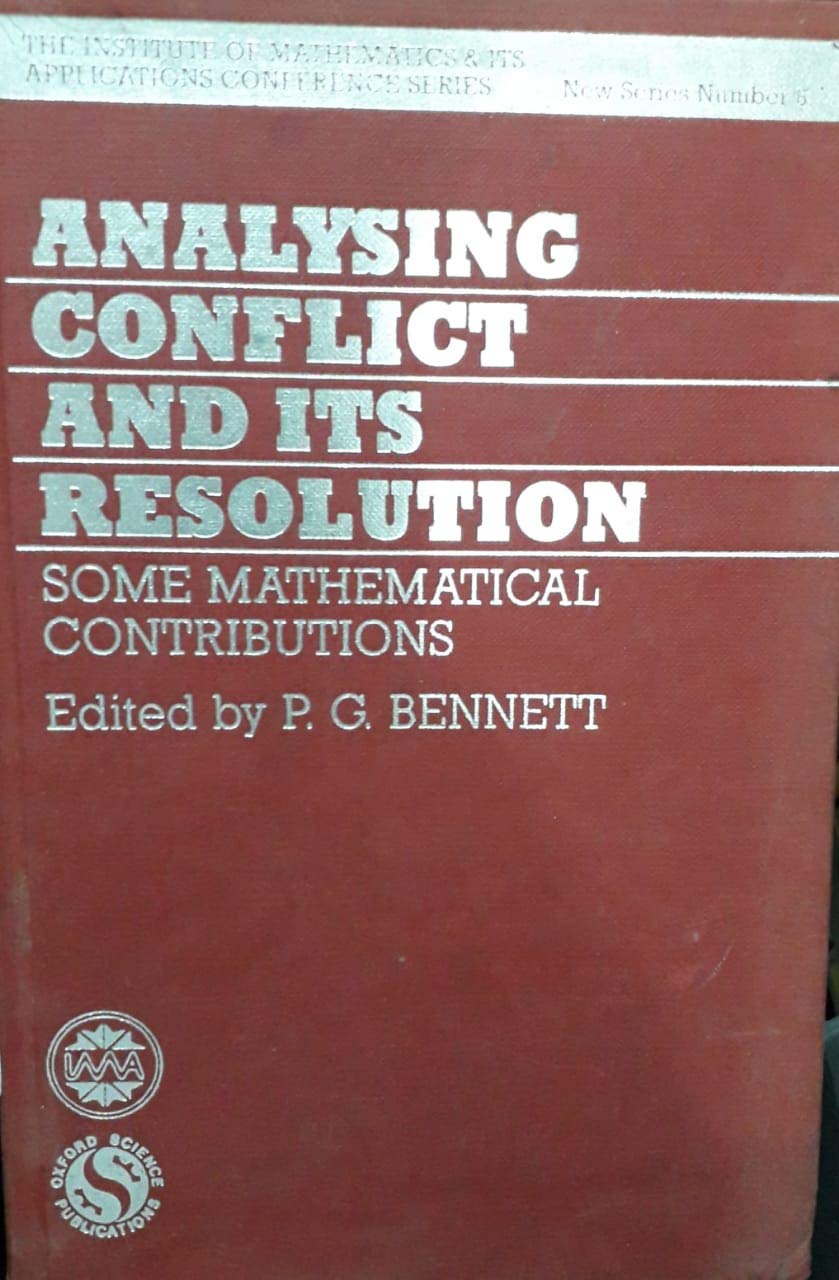 THE INSTITUTE OF MATHEMATICS & ITS
APPLICATIONS CONFERENCE SERIES New Series Number 6
ANALYSING
CONFLICT
AND ITS
RESOLUTION
SOME MATHEMATICAL
CONTRIBUTIONS
Edited by P. G. BENNETT
IMA
OXFORD SCIENCE
PUBLICATIONS